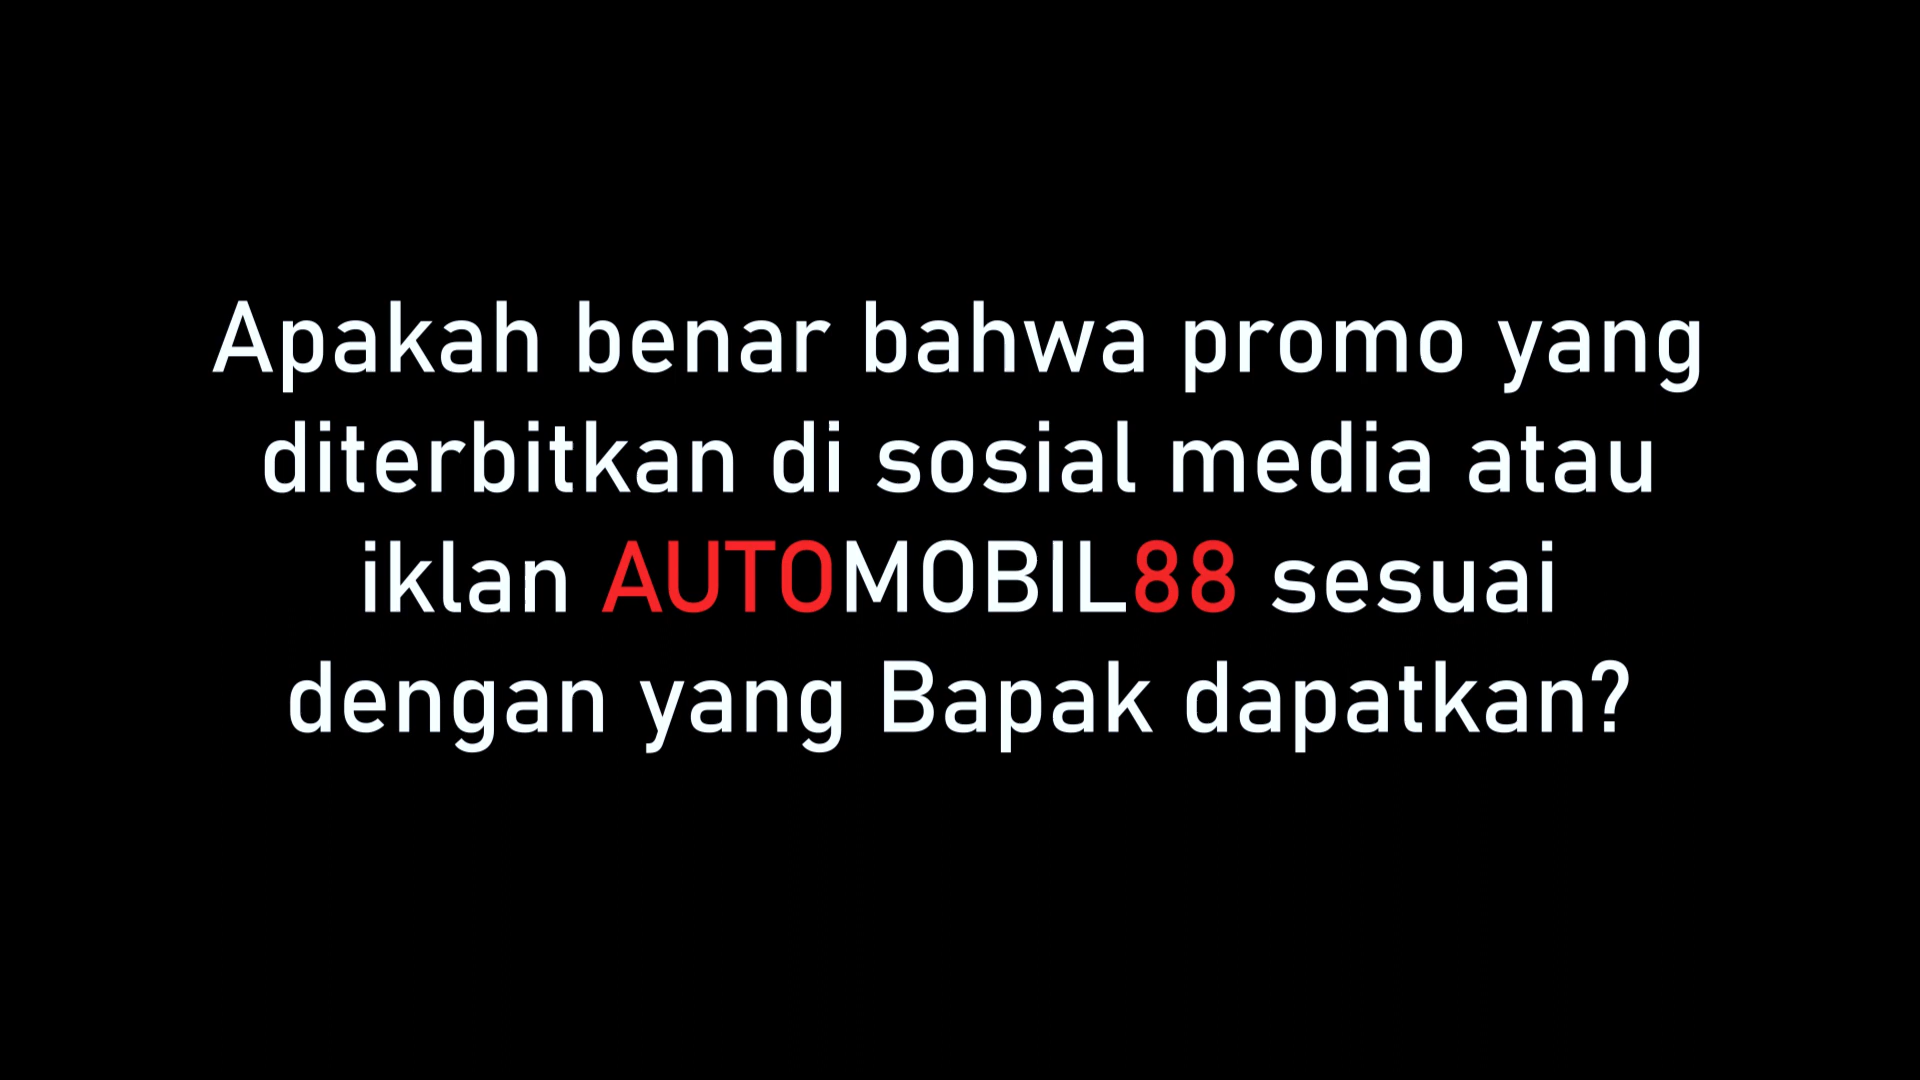 Apakah benar bahwa promo yang
diterbitkan di sosial media atau
iklan AUTOMOBIL88 sesuai
dengan yang Bapak dapatkan?